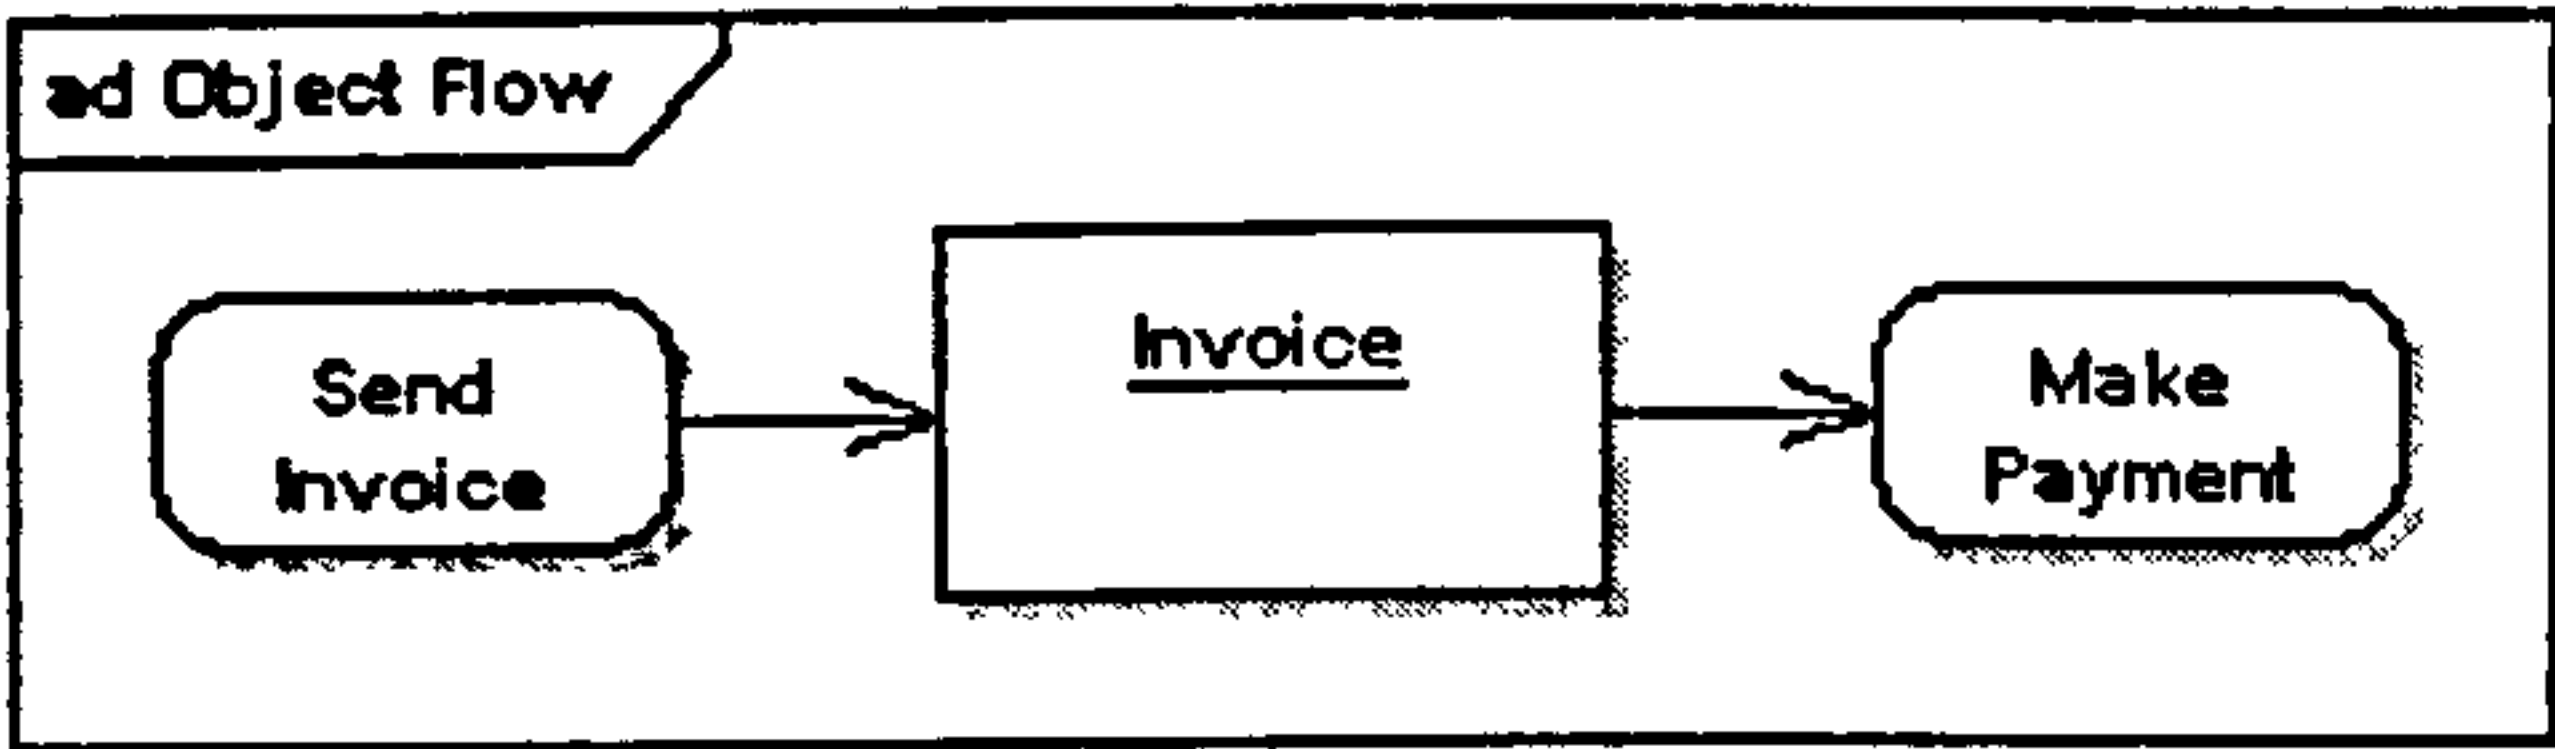 ad Object Flow
Send
Invoice
Invoice
Make
Payment